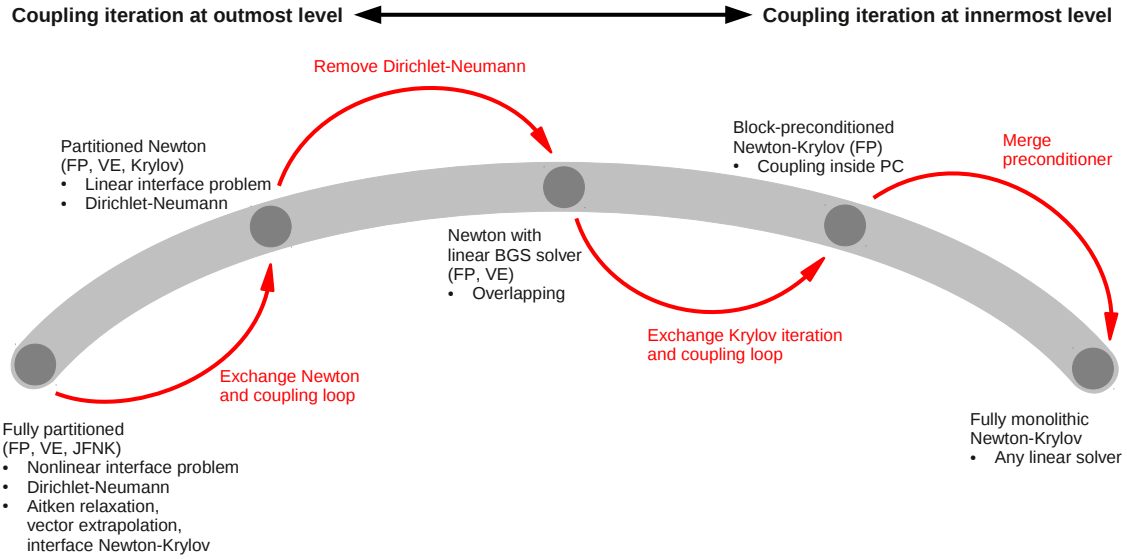 Coupling iteration at outmost level
Coupling iteration at innermost level
Remove Dirichlet-Neumann
Partitioned Newton
(FP, VE, Krylov)
• Linear interface problem
• Dirichlet-Neumann
Block-preconditioned
Newton-Krylov (FP)
• Coupling inside PC
Merge
preconditioner
Newton with
linear BGS solver
(FP, VE)
• Overlapping
Exchange Krylov iteration
and coupling loop
Exchange Newton
and coupling loop
Fully partitioned
(FP, VE, JFNK)
• Nonlinear interface problem
• Dirichlet-Neumann
• Aitken relaxation,
vector extrapolation,
interface Newton-Krylov
Fully monolithic
Newton-Krylov
• Any linear solver